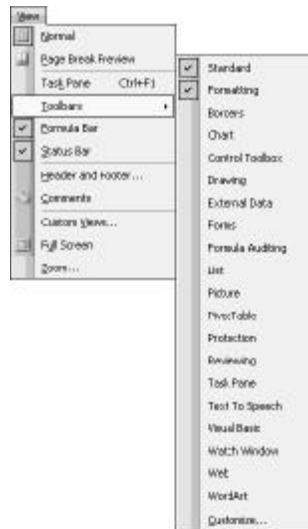 View
Normal
Page Break Preview
Task Pane Ctrl+F1
Toolbars
Formula Bar
Status Bar
Header and Footer...
Comments
Custom Views...
Full Screen
Zoom...
Standard
Formatting
Borders
Chart
Control Toolbox
Drawing
External Data
Forms
Formula Auditing
List
Picture
PivotTable
Protection
Reviewing
Task Pane
Text To Speech
Visual Basic
Watch Window
Web
WordArt
Customize...